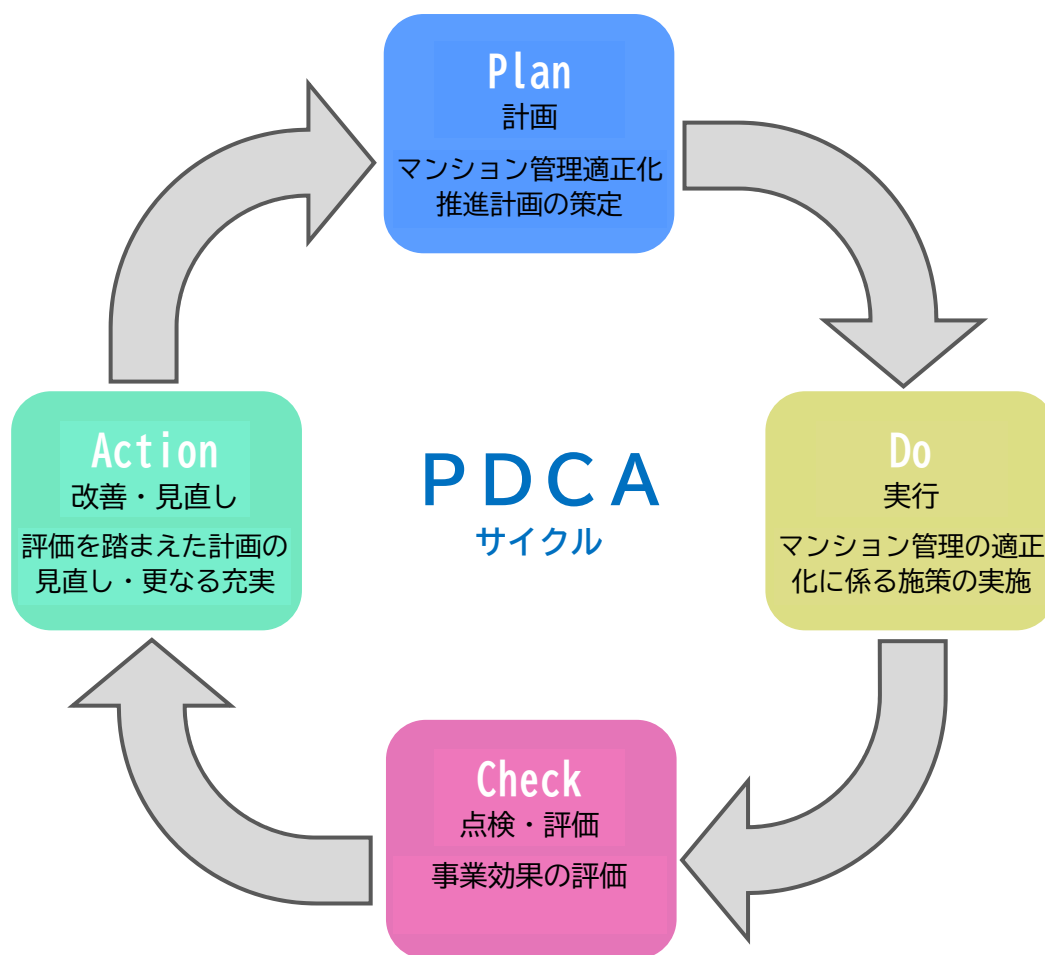 Plan
計画
マンション管理適正化
推進計画の策定
Action
改善・見直し
評価を踏まえた計画の
見直し・更なる充実
PDCA
サイクル
Do
実行
マンション管理の適正
化に係る施策の実施
Check
点検・評価
事業効果の評価